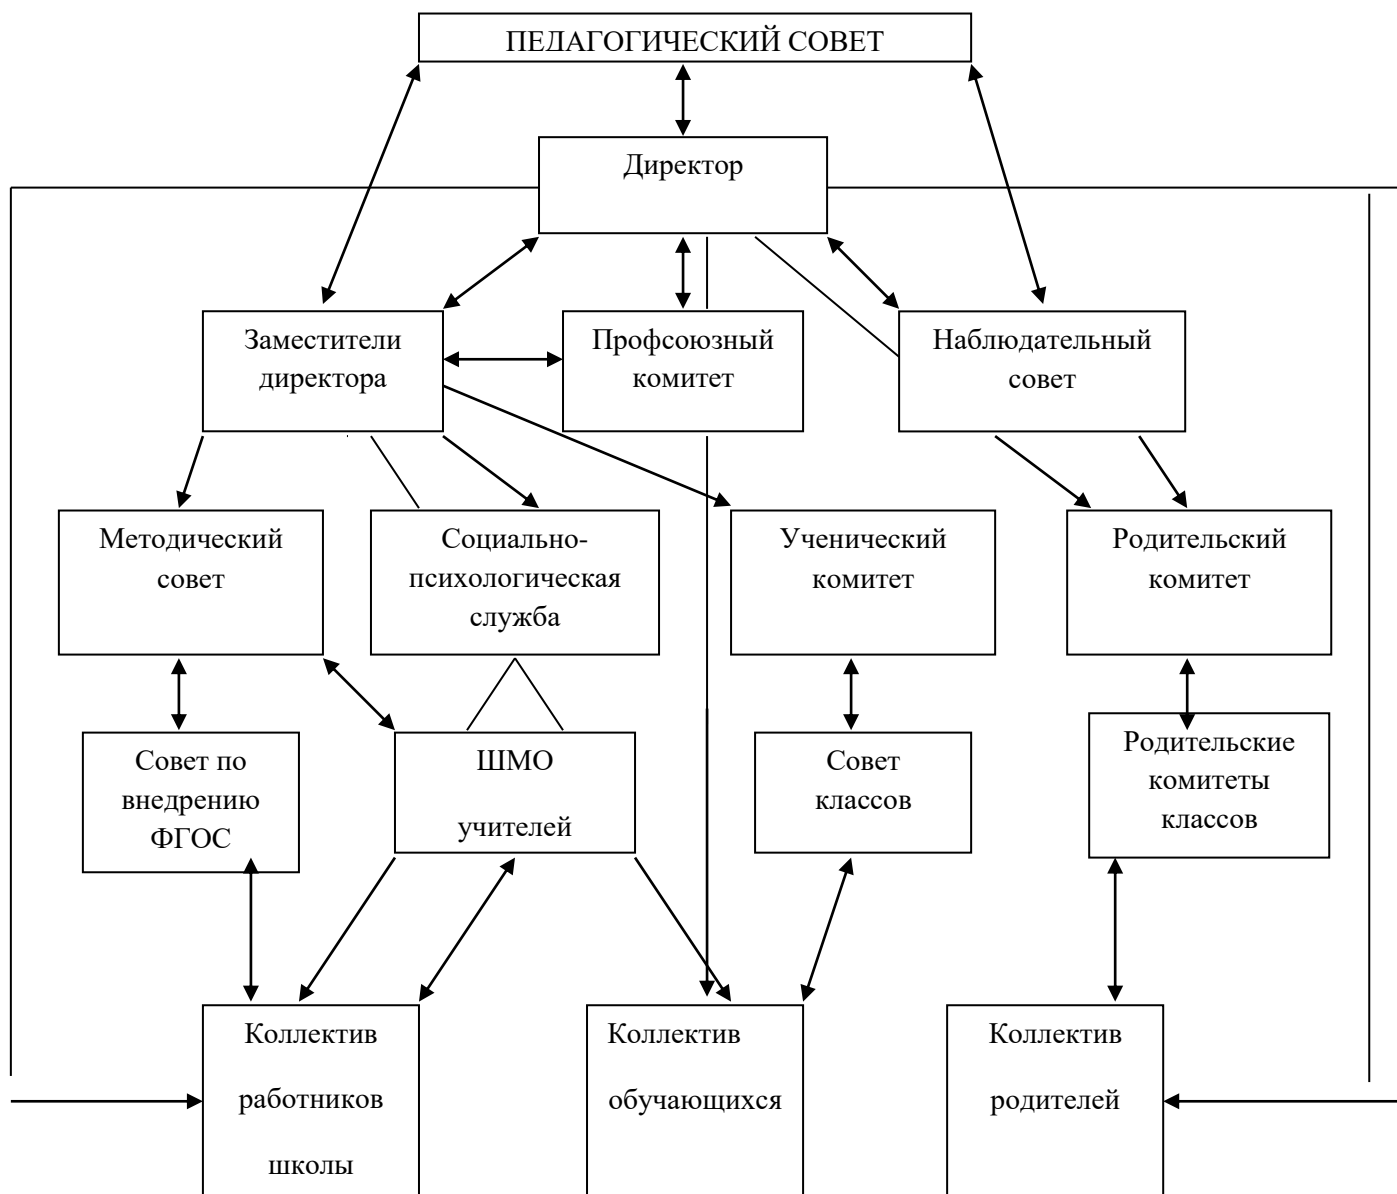 ПЕДАГОГИЧЕСКИЙ СОВЕТ
Директор
Заместители
директора
Профсоюзный
комитет
Наблюдательный
совет
Методический
совет
Социально-
психологическая
служба
Ученический
комитет
Родительский
комитет
Совет по
внедрению
ФГОС
ШМО
учителей
Совет
классов
Родительские
комитеты
классов
Коллектив
работников
школы
Коллектив
обучающихся
Коллектив
родителей